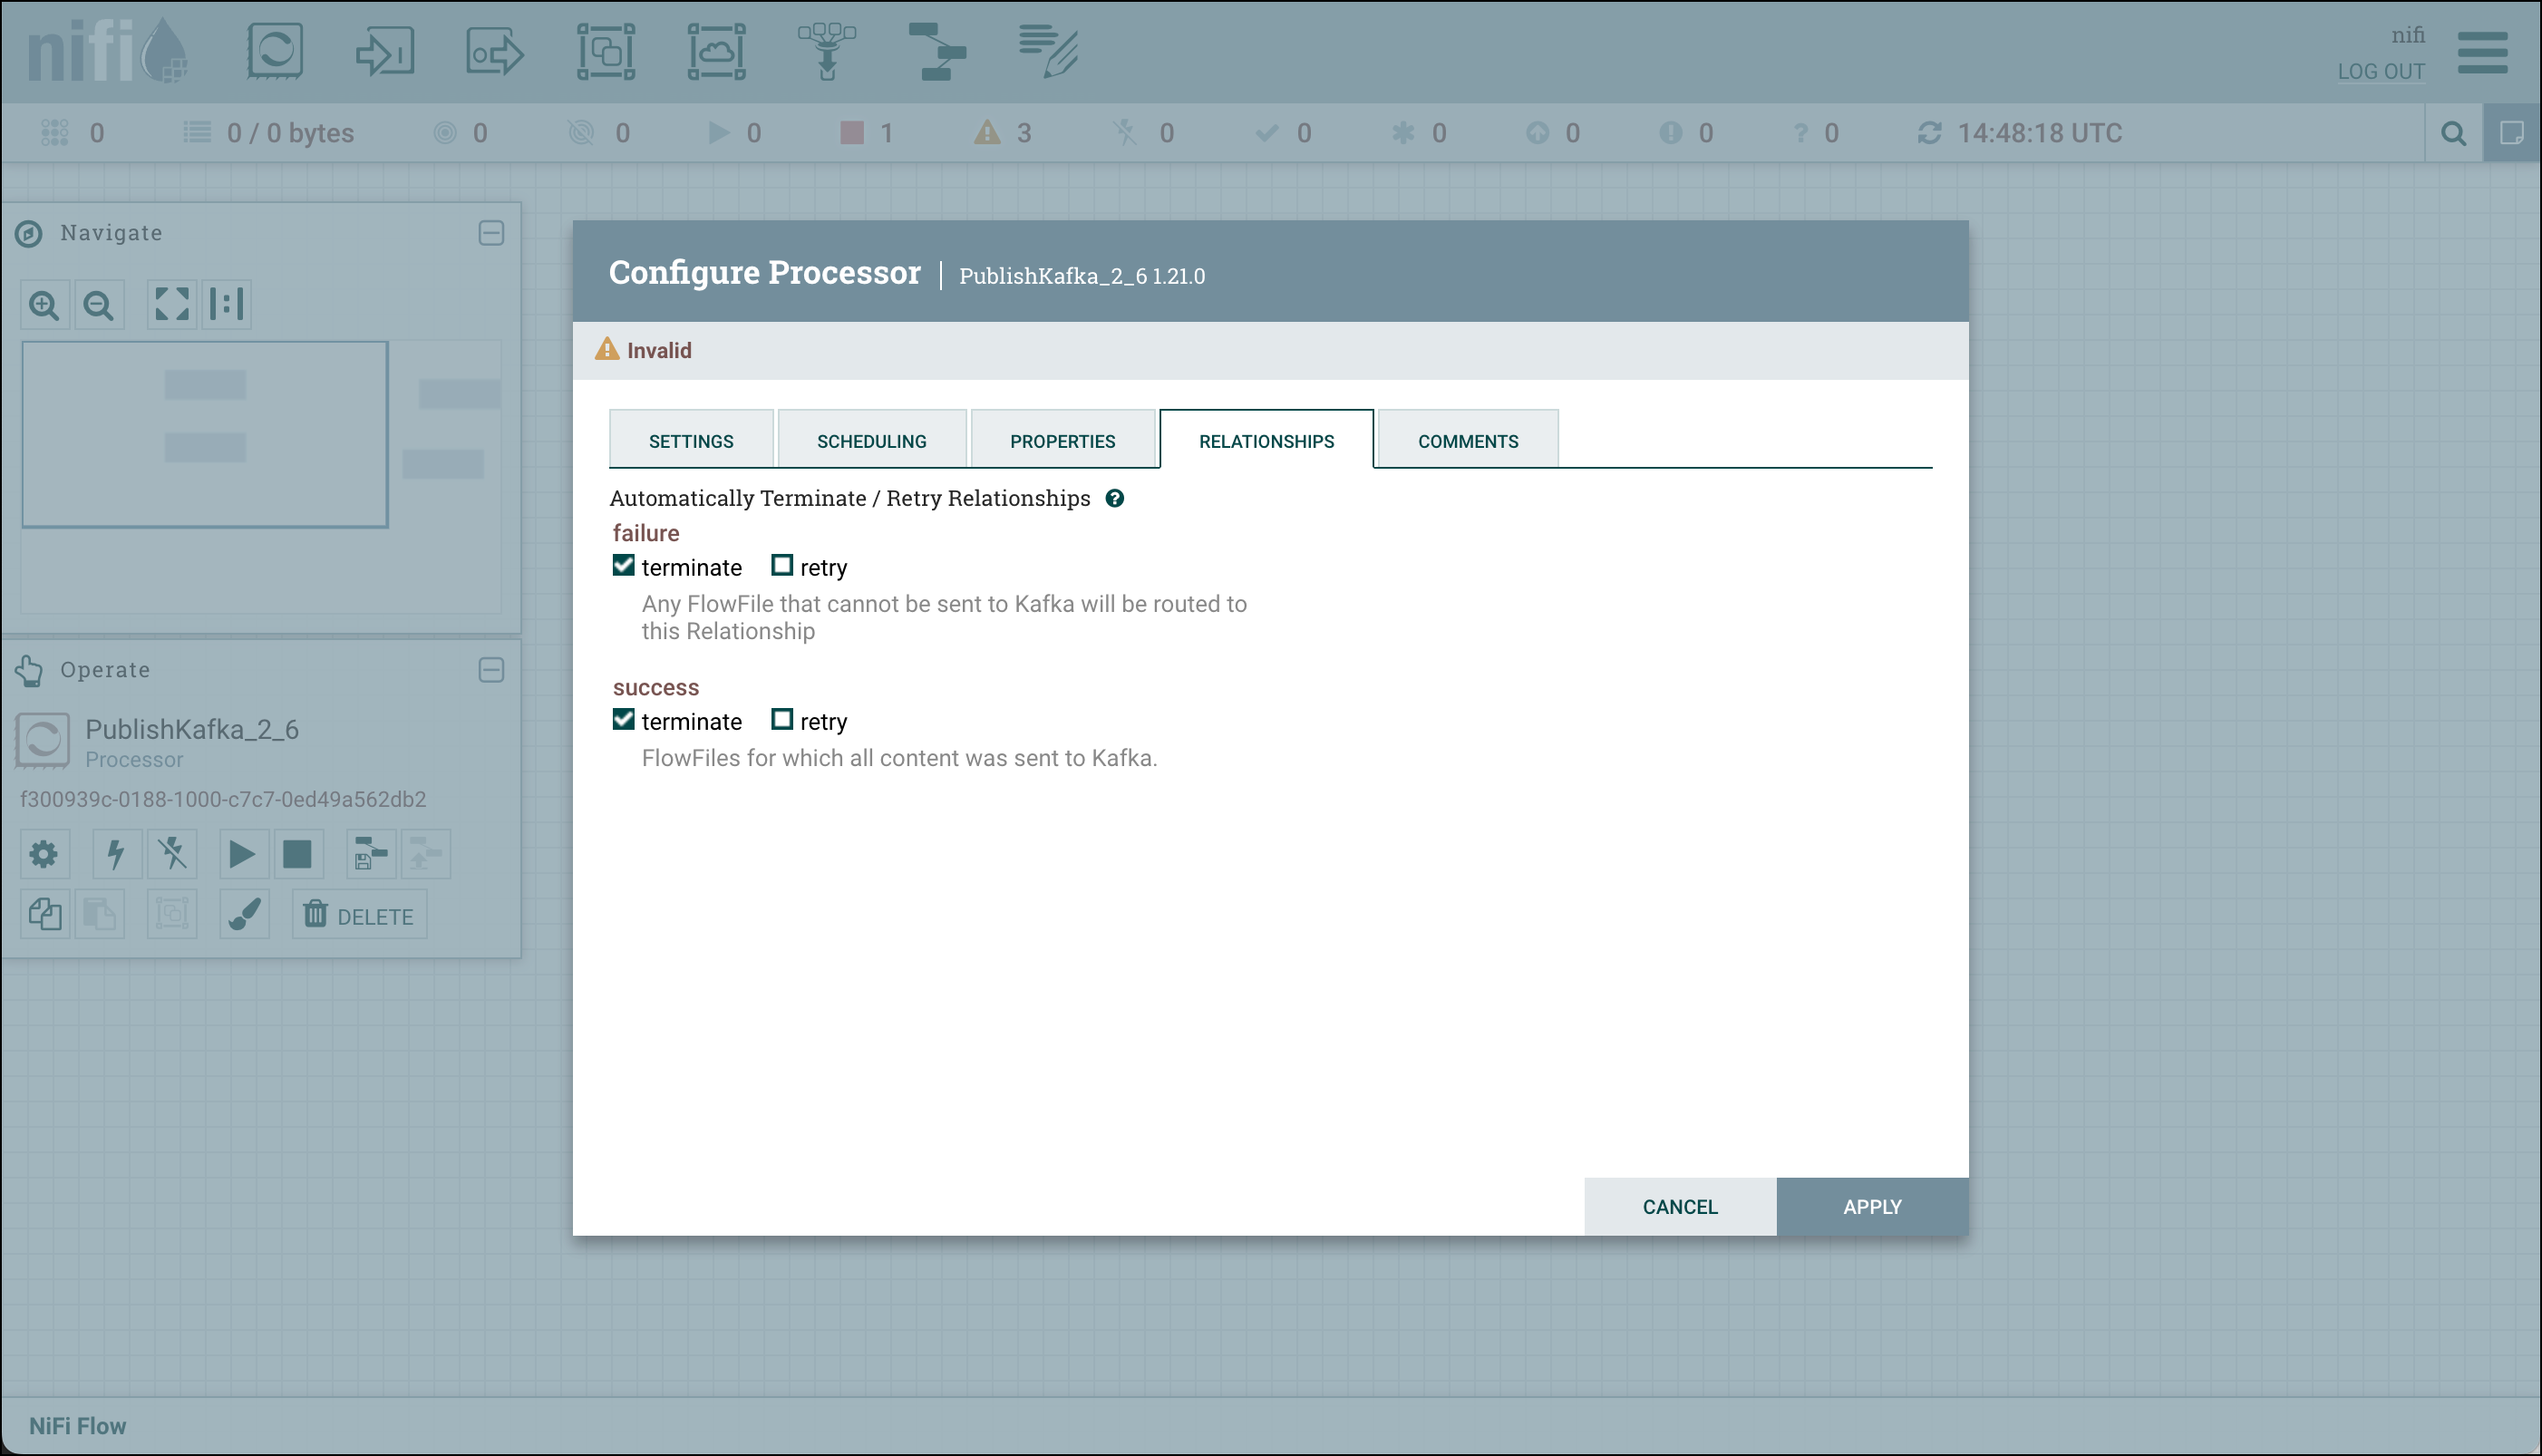 nifi
nifi
LOG OUT
0
0 / 0 bytes
0
0
0
1
3
0
0
0
0
0
0
14:48:18 UTC
Navigate
Operate
PublishKafka_2_6
Processor
f300939c-0188-1000-c7c7-0ed49a562db2
DELETE
Configure Processor | PublishKafka_2_6 1.21.0
Invalid
SETTINGS
SCHEDULING
PROPERTIES
RELATIONSHIPS
COMMENTS
Automatically Terminate / Retry Relationships
failure
terminate retry
Any FlowFile that cannot be sent to Kafka will be routed to
this Relationship
success
terminate retry
FlowFiles for which all content was sent to Kafka.
CANCEL
APPLY
NiFi Flow